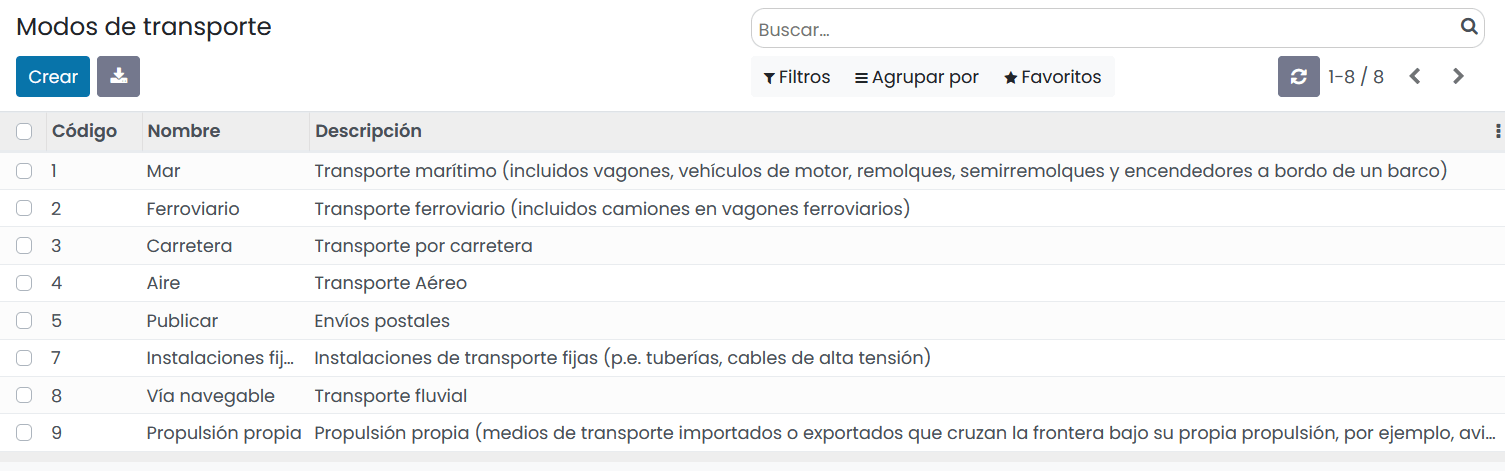 Modos de transporte
Buscar...
Crear
Filtros Agrupar por Favoritos 1-8 / 8
Código Nombre Descripción
1 Mar Transporte marítimo (incluidos vagones, vehículos de motor, remolques, semirremolques y encendedores a bordo de un barco)
2 Ferroviario Transporte ferroviario (incluidos camiones en vagones ferroviarios)
3 Carretera Transporte por carretera
4 Aire Transporte Aéreo
5 Publicar Envíos postales
7 Instalaciones fij... Instalaciones de transporte fijas (p.e. tuberías, cables de alta tensión)
8 Vía navegable Transporte fluvial
9 Propulsión propia Propulsión propia (medios de transporte importados o exportados que cruzan la frontera bajo su propia propulsión, por ejemplo, avi...